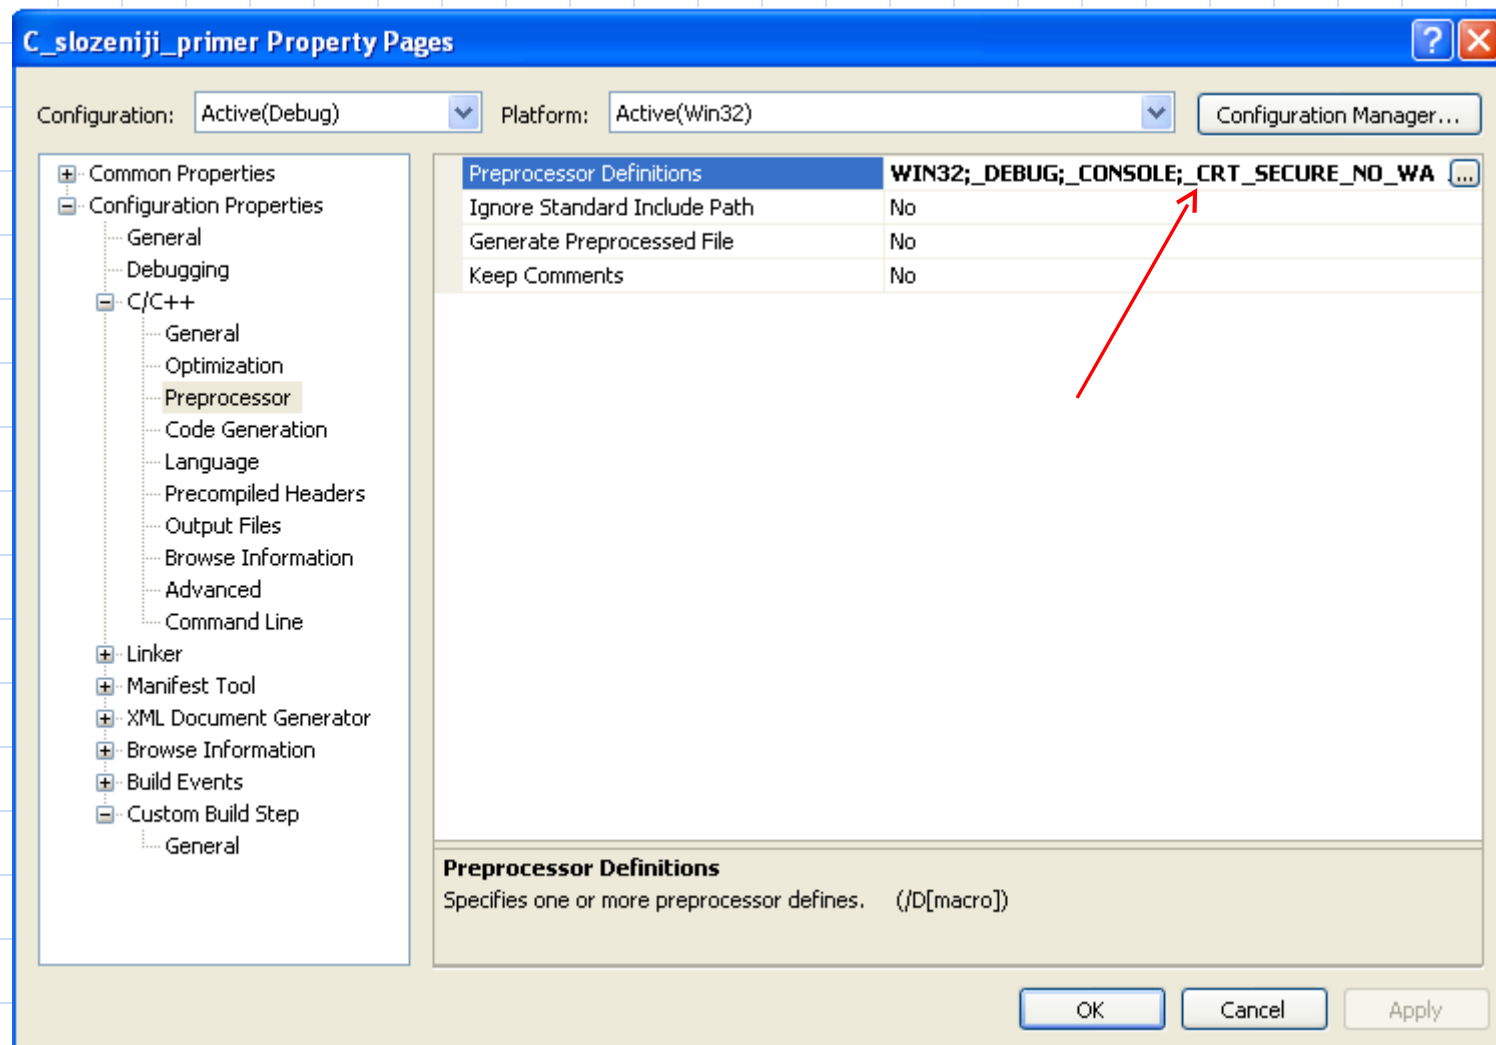 C_slozeniji_primer Property Pages
Configuration: Active(Debug) Platform: Active(Win32) Configuration Manager...
Common Properties
Configuration Properties
General
Debugging
C/C++
General
Optimization
Preprocessor
Code Generation
Language
Precompiled Headers
Output Files
Browse Information
Advanced
Command Line
Linker
Manifest Tool
XML Document Generator
Browse Information
Build Events
Custom Build Step
General
Preprocessor Definitions WIN32;_DEBUG;_CONSOLE;_CRT_SECURE_NO_WA ...
Ignore Standard Include Path No
Generate Preprocessed File No
Keep Comments No
Preprocessor Definitions
Specifies one or more preprocessor defines. (/D[macro])
OK Cancel Apply